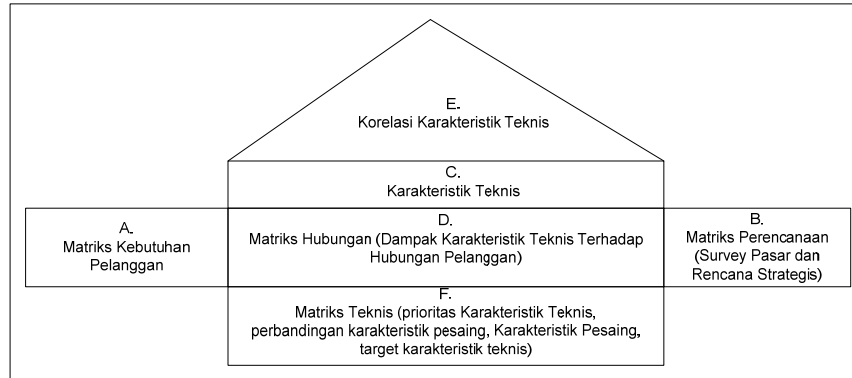 E.
Korelasi Karakteristik Teknis
C.
Karakteristik Teknis
A.
Matriks Kebutuhan
Pelanggan
D.
Matriks Hubungan (Dampak Karakteristik Teknis Terhadap
Hubungan Pelanggan)
B.
Matriks Perencanaan
(Survey Pasar dan
Rencana Strategis)
F.
Matriks Teknis (prioritas Karakteristik Teknis,
perbandingan karakteristik pesaing, Karakteristik Pesaing,
target karakteristik teknis)